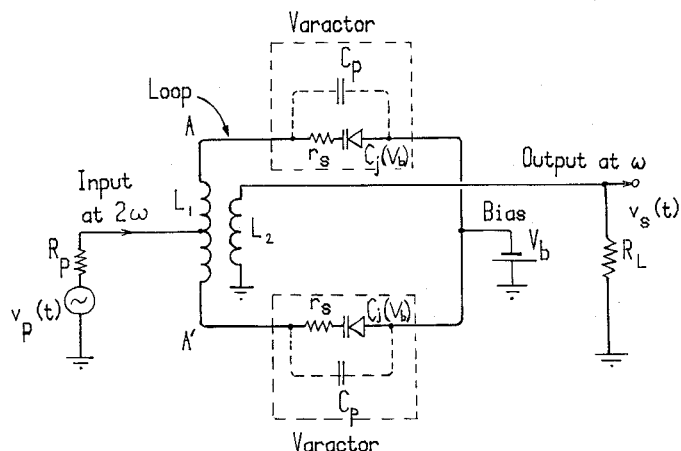 Varactor
C_p
Loop
A
r_s
C_j(V_b)
Output at ω
Input
at 2ω
L_1
L_2
Bias
v_s(t)
R_p
V_b
R_L
v_p(t)
r_s
C_j(V_b)
A'
C_p
Varactor